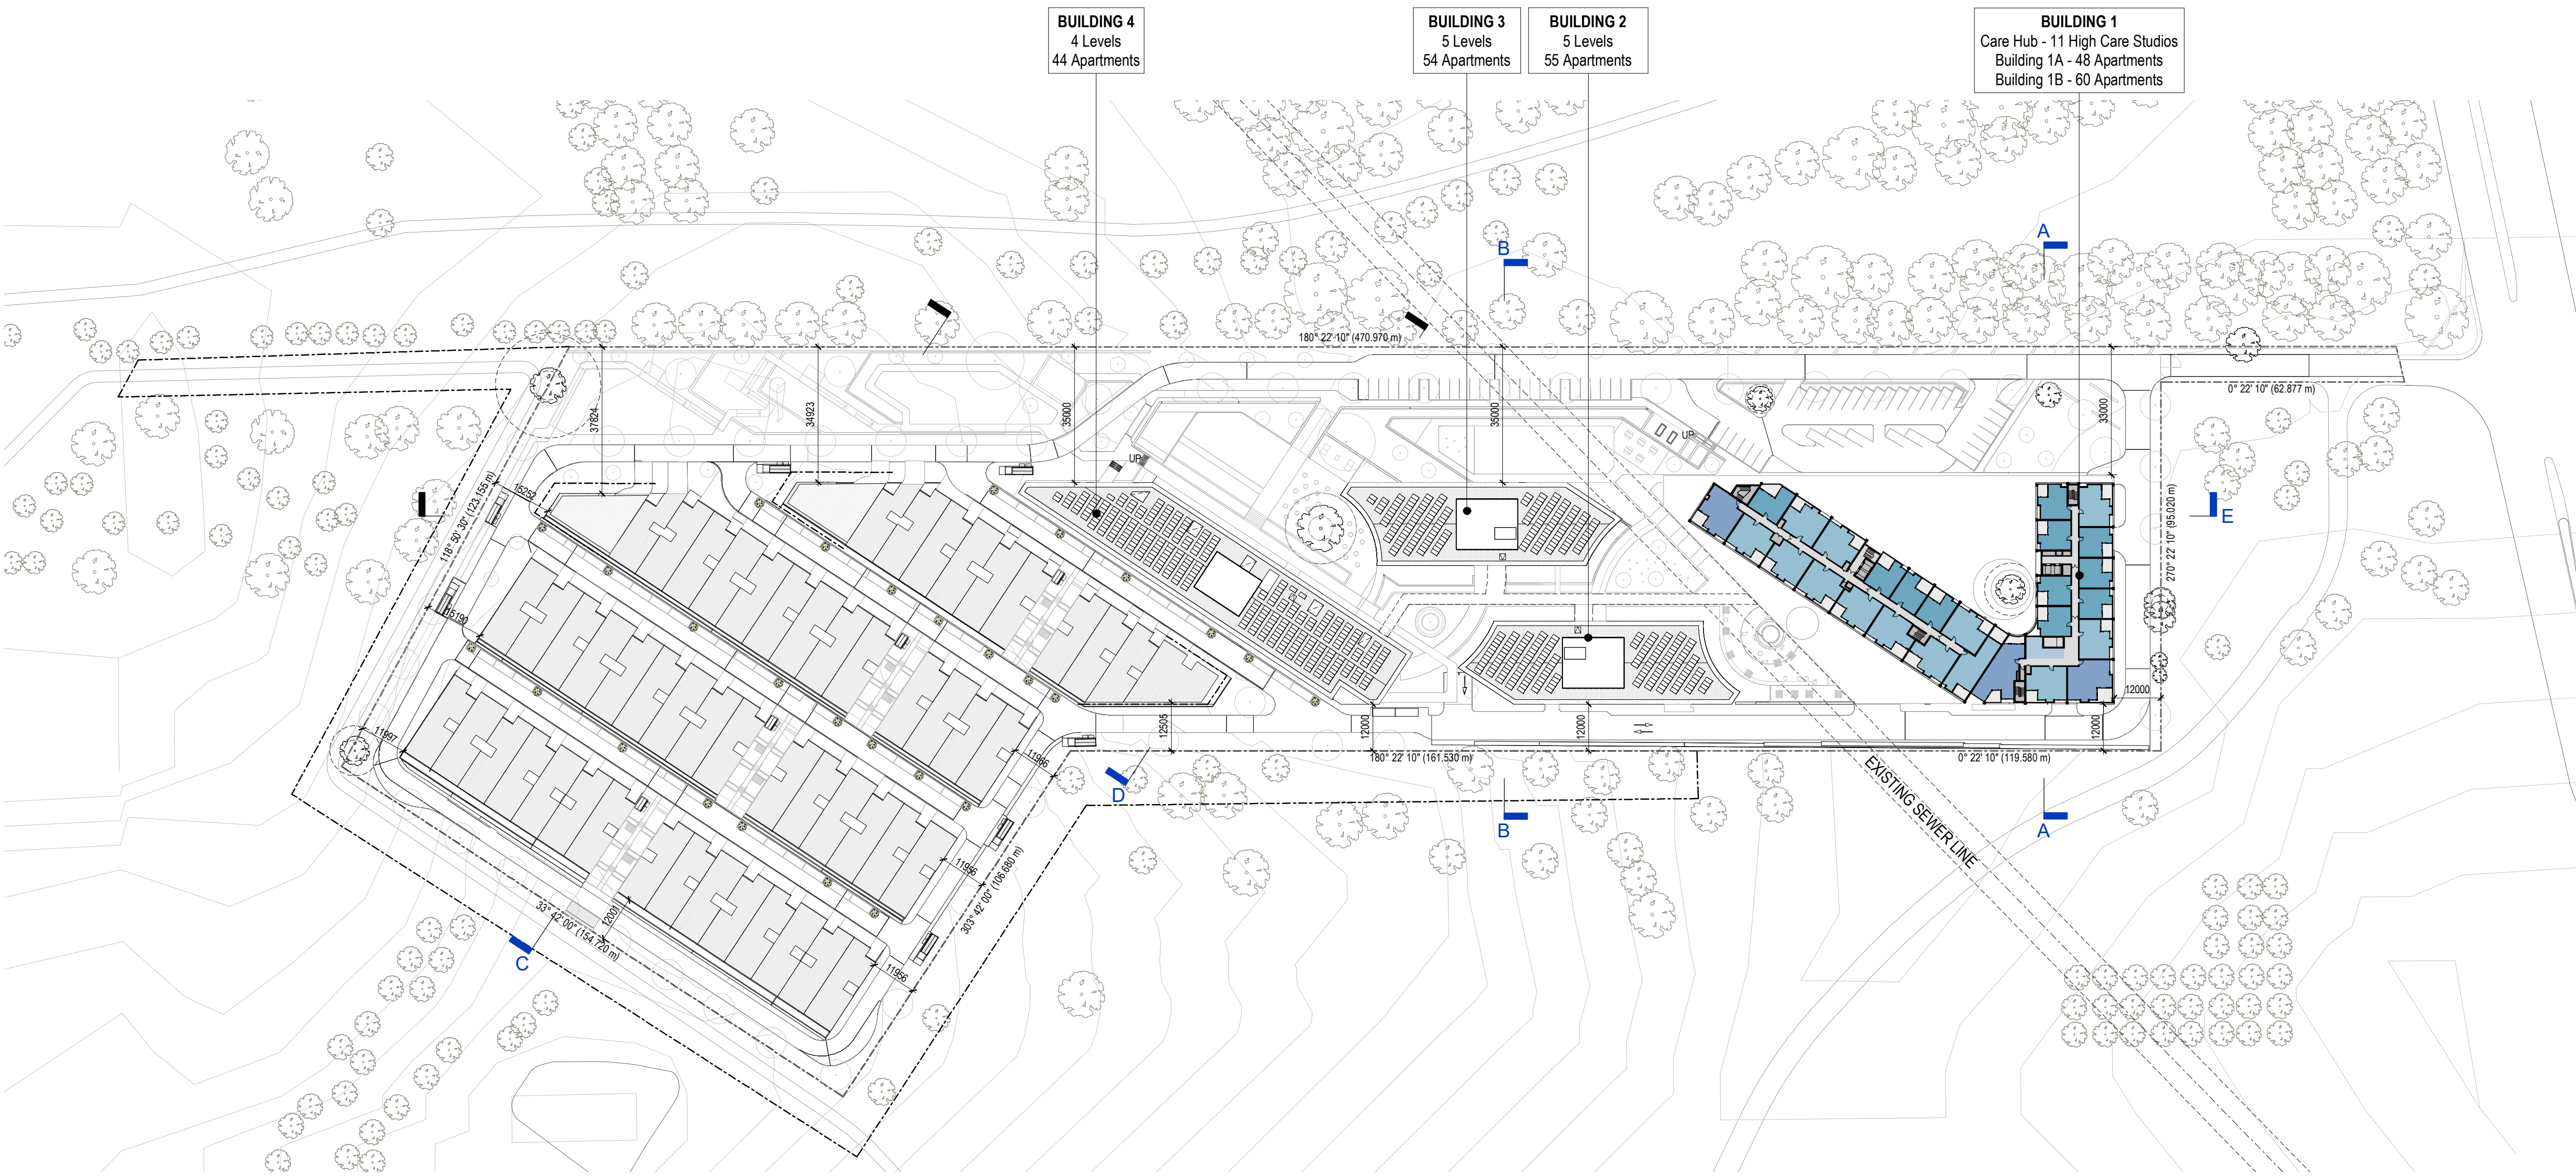 BUILDING 4
4 Levels
44 Apartments
BUILDING 3
5 Levels
54 Apartments
BUILDING 2
5 Levels
55 Apartments
BUILDING 1
Care Hub - 11 High Care Studios
Building 1A - 48 Apartments
Building 1B - 60 Apartments
A
B
180° 22' 10" (470.970 m)
0° 22' 10" (62.877 m)
37824
34923
35000
35000
33000
UP
UP
118° 50' 30" (123.155 m)
15252
E
270° 22' 10" (95.020 m)
15190
12000
11997
12505
12000
12000
12000
11966
180° 22' 10" (161.530 m)
0° 22' 10" (119.580 m)
D
EXISTING SEWER LINE
B
A
11956
303° 42' 00" (106.680 m)
33° 42' 00" (154.720 m)
12001
C
11956